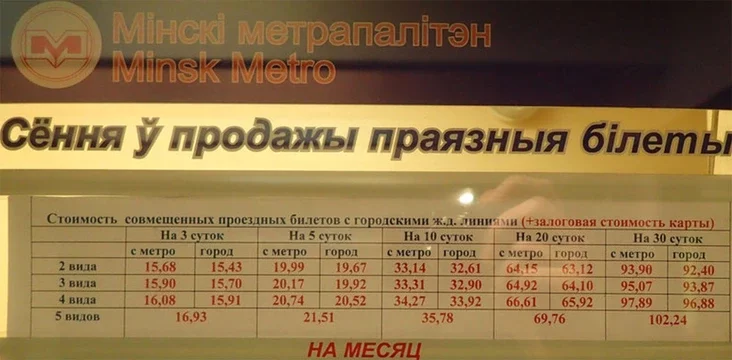 Мінскі метрапалітэн
Minsk Metro
Сёння ў продажы праязныя білеты
Стоимость совмещенных проездных билетов с городскими ж.д. линиями (+залоговая стоимость карты)
На 3 суток На 5 суток На 10 суток На 20 суток На 30 суток
с метро город с метро город с метро город с метро город с метро город
2 вида 15,68 15,43 19,99 19,67 33,14 32,61 64,15 63,12 93,90 92,40
3 вида 15,90 15,70 20,17 19,92 33,31 32,90 64,92 64,10 95,07 93,87
4 вида 16,08 15,91 20,74 20,52 34,27 33,92 66,61 65,92 97,89 96,88
5 видов 16,93 21,51 35,78 69,76 102,24
НА МЕСЯЦ